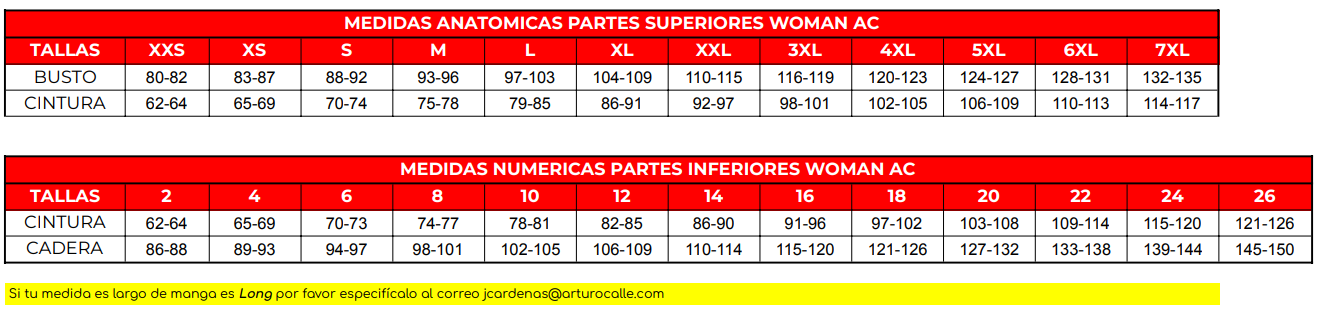 MEDIDAS ANATOMICAS PARTES SUPERIORES WOMAN AC
TALLAS XXS XS S M L XL XXL 3XL 4XL 5XL 6XL 7XL
BUSTO 80-82 83-87 88-92 93-96 97-103 104-109 110-115 116-119 120-123 124-127 128-131 132-135
CINTURA 62-64 65-69 70-74 75-78 79-85 86-91 92-97 98-101 102-105 106-109 110-113 114-117
MEDIDAS NUMERICAS PARTES INFERIORES WOMAN AC
TALLAS 2 4 6 8 10 12 14 16 18 20 22 24 26
CINTURA 62-64 65-69 70-73 74-77 78-81 82-85 86-90 91-96 97-102 103-108 109-114 115-120 121-126
CADERA 86-88 89-93 94-97 98-101 102-105 106-109 110-114 115-120 121-126 127-132 133-138 139-144 145-150
Si tu medida es largo de manga es Long por favor especifícalo al correo jcardenas@arturocalle.com